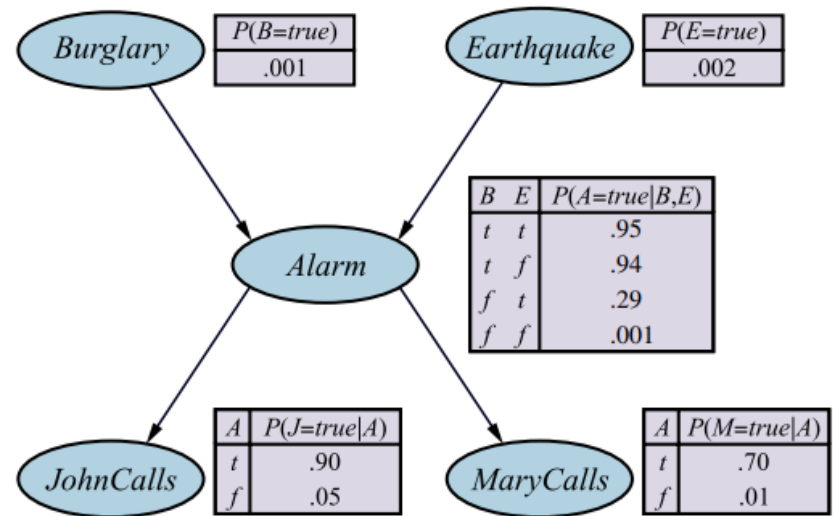 Burglary
P(B=true)
.001
Earthquake
P(E=true)
.002
B E P(A=true|B,E)
t t .95
t f .94
f t .29
f f .001
Alarm
A P(J=true|A)
t .90
f .05
JohnCalls
A P(M=true|A)
t .70
f .01
MaryCalls